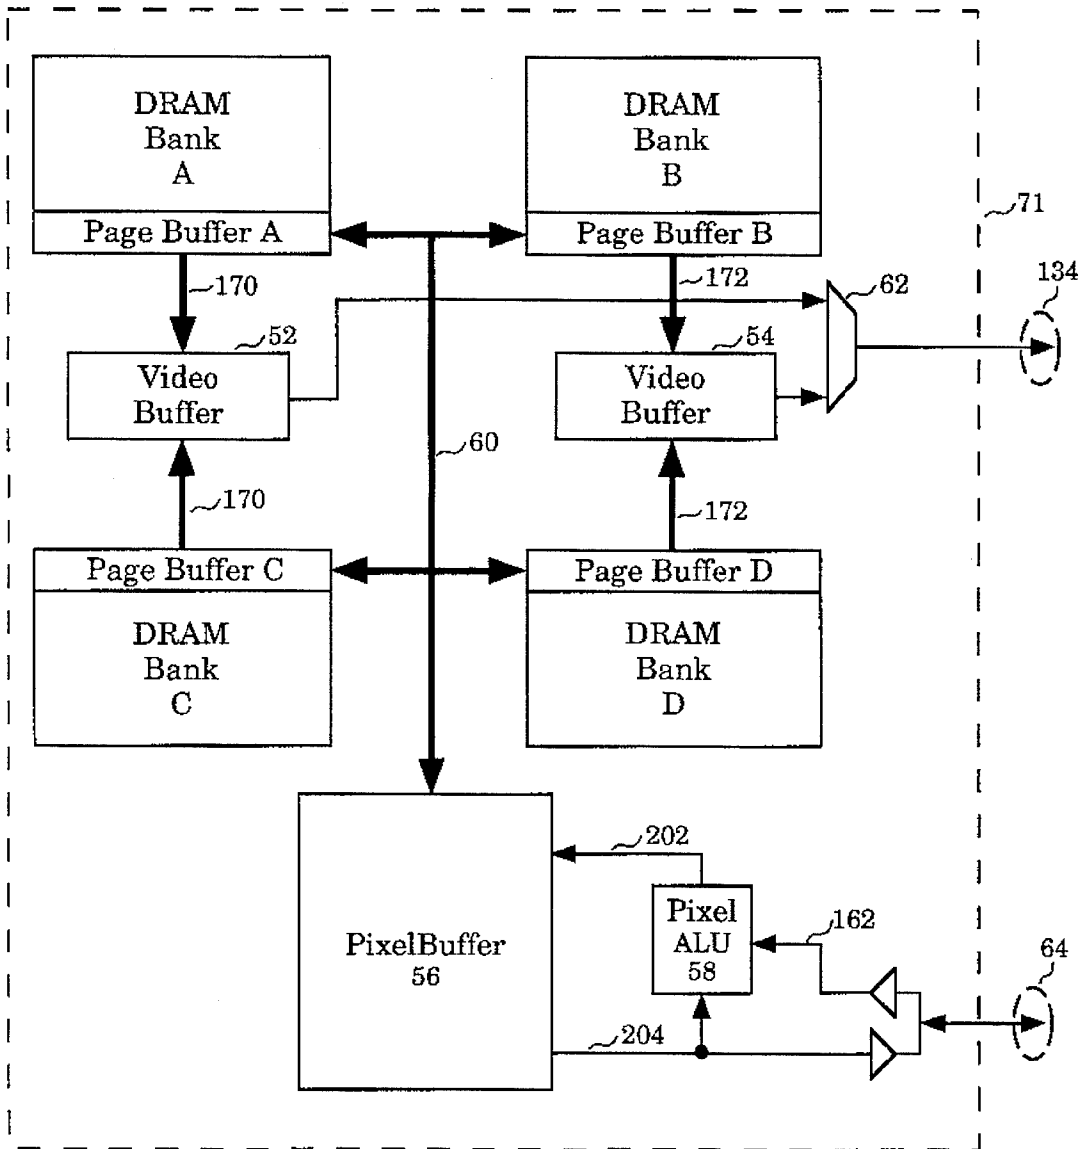 DRAM
Bank
A
Page Buffer A
DRAM
Bank
B
Page Buffer B
71
134
170
172
62
52
Video
Buffer
54
Video
Buffer
60
170
172
Page Buffer C
DRAM
Bank
C
Page Buffer D
DRAM
Bank
D
202
PixelBuffer
56
Pixel
ALU
58
162
64
204